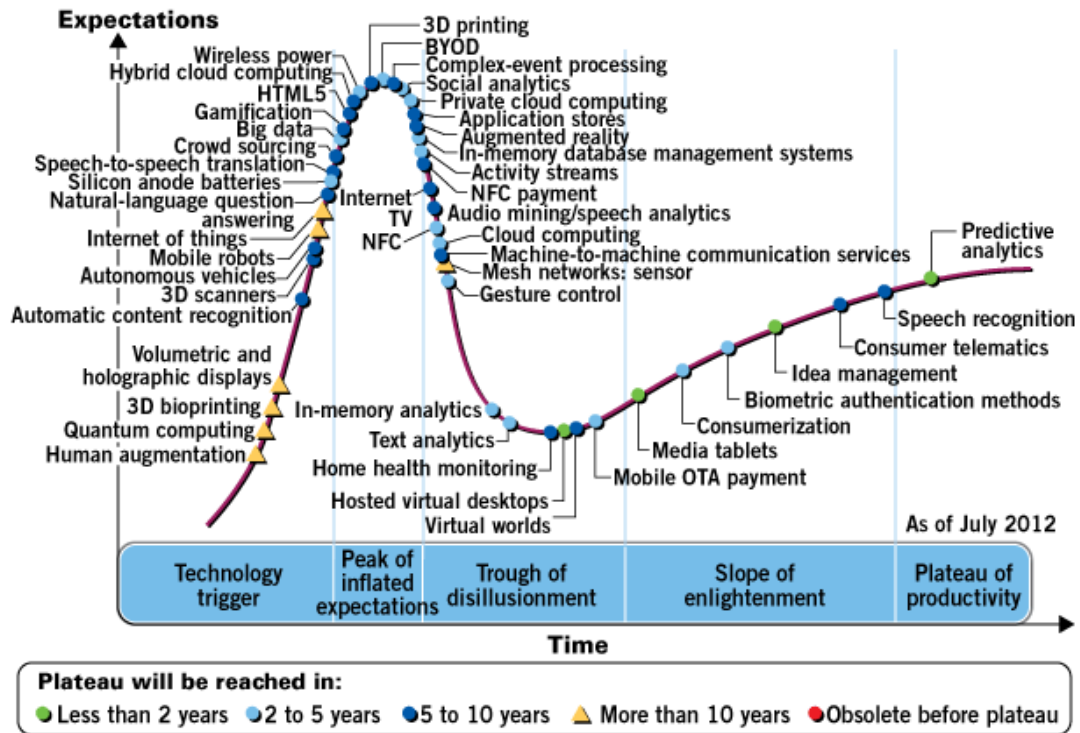 Expectations
3D printing
BYOD
Wireless power
Complex-event processing
Hybrid cloud computing
Social analytics
HTML5
Private cloud computing
Gamification
Application stores
Big data
Augmented reality
Crowd sourcing
In-memory database management systems
Speech-to-speech translation
Activity streams
Silicon anode batteries
NFC payment
Natural-language question
answering
Internet
TV
Audio mining/speech analytics
NFC
Cloud computing
Internet of things
Machine-to-machine communication services
Mobile robots
Mesh networks: sensor
Autonomous vehicles
Gesture control
3D scanners
Automatic content recognition
Predictive
analytics
Speech recognition
Consumer telematics
Idea management
Biometric authentication methods
Consumerization
Media tablets
Mobile OTA payment
Volumetric and
holographic displays
3D bioprinting
Quantum computing
Human augmentation
In-memory analytics
Text analytics
Home health monitoring
Hosted virtual desktops
Virtual worlds
As of July 2012
Technology
trigger
Peak of
inflated
expectations
Trough of
disillusionment
Slope of
enlightenment
Plateau of
productivity
Time
Plateau will be reached in:
Less than 2 years
2 to 5 years
5 to 10 years
More than 10 years
Obsolete before plateau